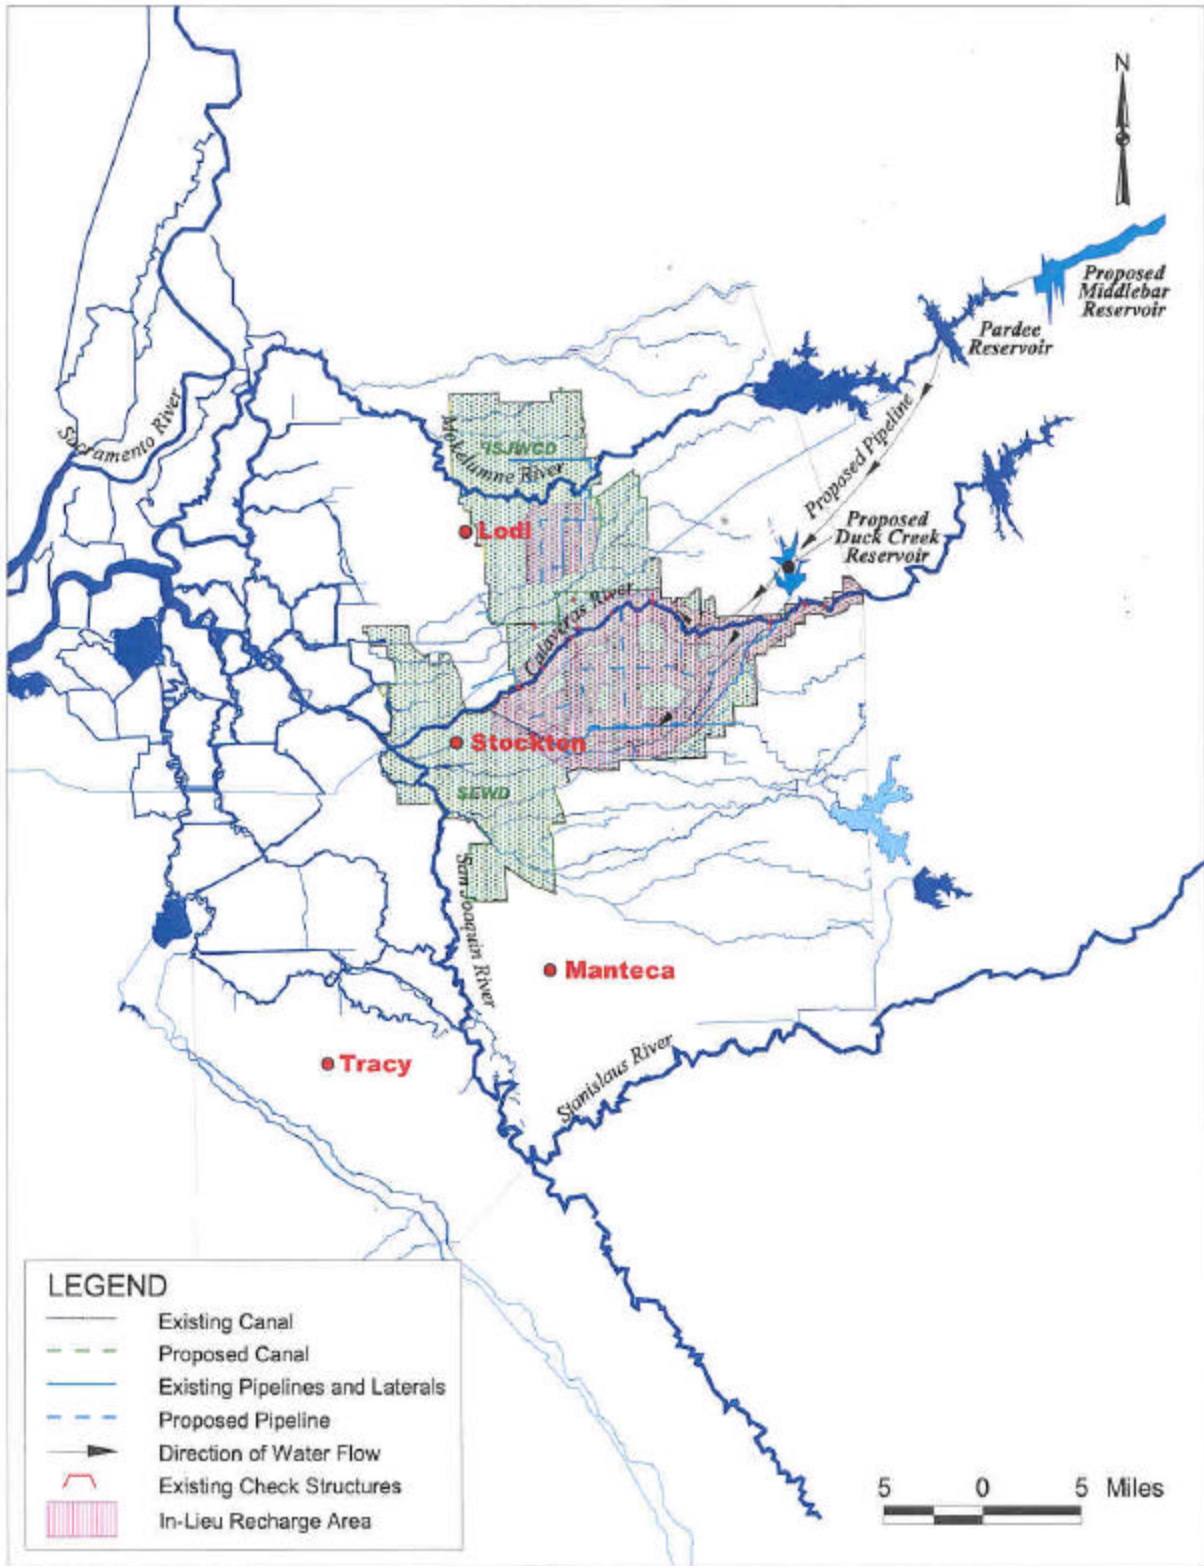 N
Proposed
Middlebar
Reservoir
Pardee
Reservoir
Sacramento River
Proposed Pipeline
Mokelumne River
Lodi
Proposed
Duck Creek
Reservoir
Calaveras River
Stockton
SEWD
San Joaquin River
Manteca
Tracy
Stanislaus River
LEGEND
Existing Canal
Proposed Canal
Existing Pipelines and Laterals
Proposed Pipeline
Direction of Water Flow
Existing Check Structures
In-Lieu Recharge Area
5 0 5 Miles